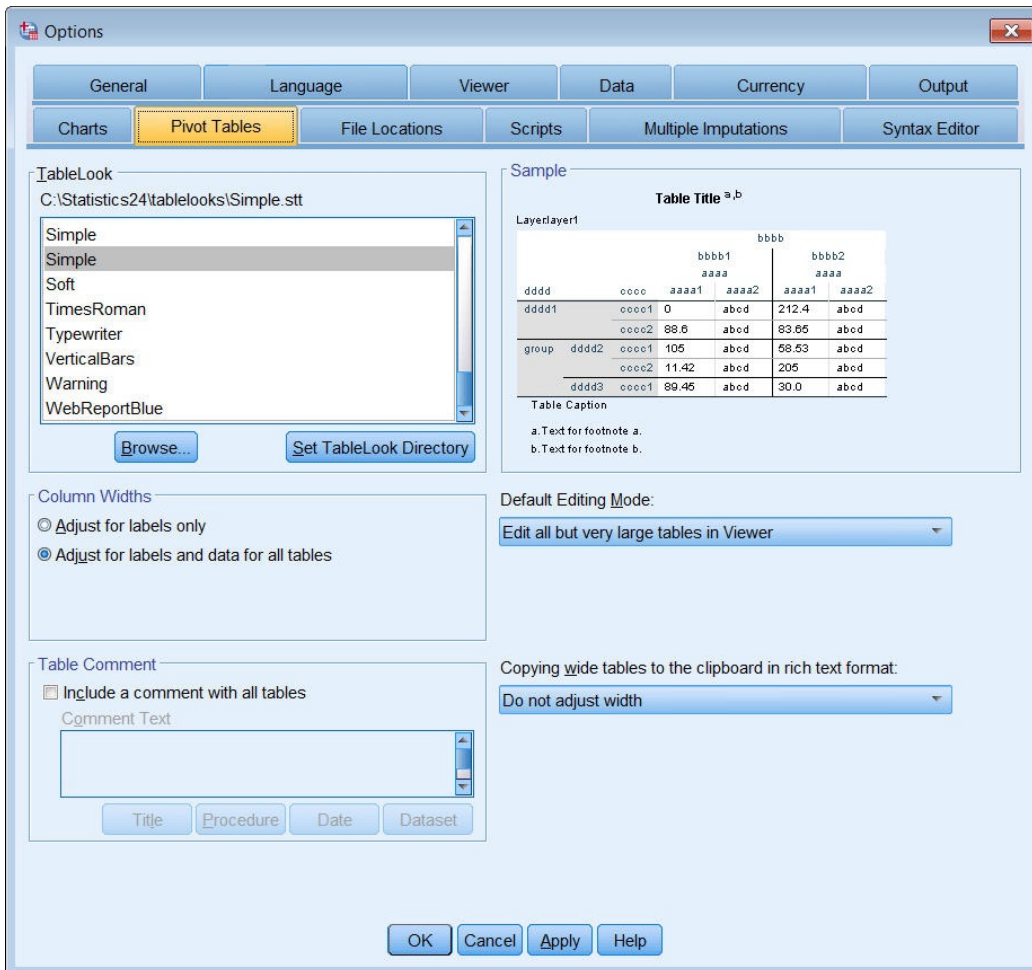 Options
General Language Viewer Data Currency Output
Charts Pivot Tables File Locations Scripts Multiple Imputations Syntax Editor
TableLook
C:\Statistics24\tablelooks\Simple.stt
Simple
Simple
Soft
TimesRoman
Typewriter
VerticalBars
Warning
WebReportBlue
Browse...
Set TableLook Directory
Sample
Table Title a,b
Layerlayer1
bbbb
bbbb1 bbbb2
aaaa aaaa
dddd cccc aaaa1 aaaa2 aaaa1 aaaa2
dddd1 cccc1 0 abcd 212.4 abcd
cccc2 88.6 abcd 83.65 abcd
group dddd2 cccc1 105 abcd 58.53 abcd
cccc2 11.42 abcd 205 abcd
dddd3 cccc1 89.45 abcd 30.0 abcd
Table Caption
a.Text for footnote a.
b.Text for footnote b.
Column Widths
Adjust for labels only
Adjust for labels and data for all tables
Default Editing Mode:
Edit all but very large tables in Viewer
Table Comment
Include a comment with all tables
Comment Text
Title Procedure Date Dataset
Copying wide tables to the clipboard in rich text format:
Do not adjust width
OK Cancel Apply Help